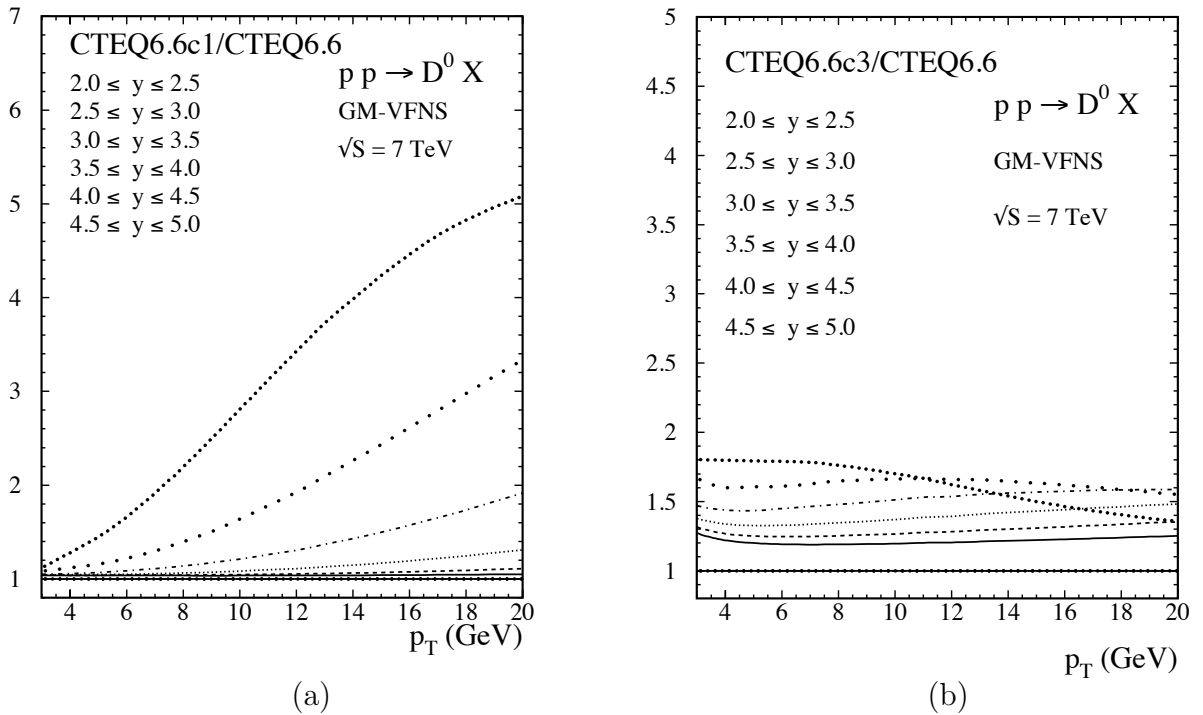 CTEQ6.6c1/CTEQ6.6
2.0 ≤ y ≤ 2.5
2.5 ≤ y ≤ 3.0
3.0 ≤ y ≤ 3.5
3.5 ≤ y ≤ 4.0
4.0 ≤ y ≤ 4.5
4.5 ≤ y ≤ 5.0
p p → D⁰ X
GM-VFNS
√S = 7 TeV
7
6
5
4
3
2
1
4 6 8 10 12 14 16 18 20
p_T (GeV)
(a)
CTEQ6.6c3/CTEQ6.6
2.0 ≤ y ≤ 2.5
2.5 ≤ y ≤ 3.0
3.0 ≤ y ≤ 3.5
3.5 ≤ y ≤ 4.0
4.0 ≤ y ≤ 4.5
4.5 ≤ y ≤ 5.0
p p → D⁰ X
GM-VFNS
√S = 7 TeV
5
4.5
4
3.5
3
2.5
2
1.5
1
4 6 8 10 12 14 16 18 20
p_T (GeV)
(b)